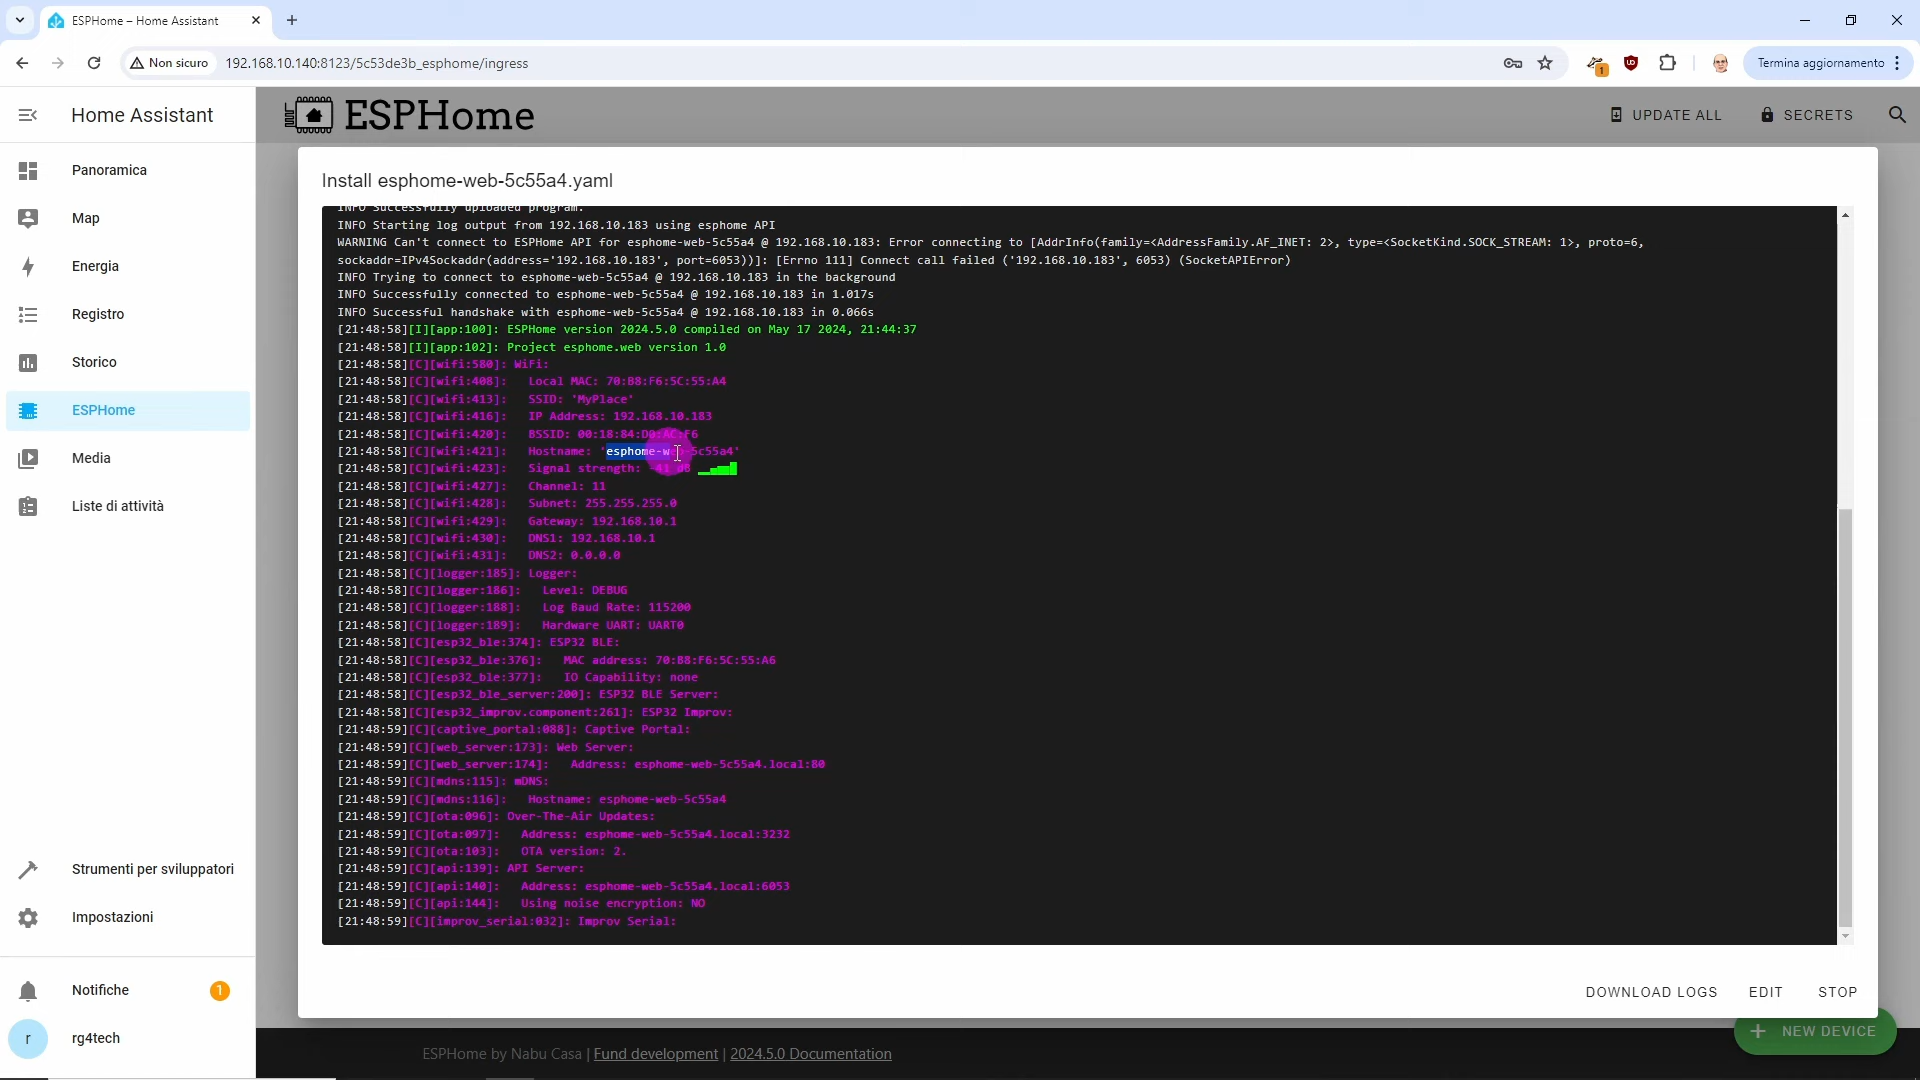 ESPHome – Home Assistant
Non sicuro
192.168.10.140:8123/5c53de3b_esphome/ingress
1
Termina aggiornamento
Home Assistant
ESPHome
UPDATE ALL
SECRETS
Panoramica
Map
Energia
Registro
Storico
ESPHome
Media
Liste di attività
Strumenti per sviluppatori
Impostazioni
Notifiche
1
r
rg4tech
Install esphome-web-5c55a4.yaml
INFO Successfully uploaded program.
INFO Starting log output from 192.168.10.183 using esphome API
WARNING Can't connect to ESPHome API for esphome-web-5c55a4 @ 192.168.10.183: Error connecting to [AddrInfo(family=<AddressFamily.AF_INET: 2>, type=<SocketKind.SOCK_STREAM: 1>, proto=6,
sockaddr=IPv4Sockaddr(address='192.168.10.183', port=6053))]: [Errno 111] Connect call failed ('192.168.10.183', 6053) (SocketAPIError)
INFO Trying to connect to esphome-web-5c55a4 @ 192.168.10.183 in the background
INFO Successfully connected to esphome-web-5c55a4 @ 192.168.10.183 in 1.017s
INFO Successful handshake with esphome-web-5c55a4 @ 192.168.10.183 in 0.066s
[21:48:58][I][app:100]: ESPHome version 2024.5.0 compiled on May 17 2024, 21:44:37
[21:48:58][I][app:102]: Project esphome.web version 1.0
[21:48:58][C][wifi:580]: WiFi:
[21:48:58][C][wifi:408]: Local MAC: 70:B8:F6:5C:55:A4
[21:48:58][C][wifi:413]: SSID: 'MyPlace'
[21:48:58][C][wifi:416]: IP Address: 192.168.10.183
[21:48:58][C][wifi:420]: BSSID: 00:18:84:D0:AC:F6
[21:48:58][C][wifi:421]: Hostname: 'esphome-web-5c55a4'
[21:48:58][C][wifi:423]: Signal strength: -41 dB ▂▄▆█
[21:48:58][C][wifi:427]: Channel: 11
[21:48:58][C][wifi:428]: Subnet: 255.255.255.0
[21:48:58][C][wifi:429]: Gateway: 192.168.10.1
[21:48:58][C][wifi:430]: DNS1: 192.168.10.1
[21:48:58][C][wifi:431]: DNS2: 0.0.0.0
[21:48:58][C][logger:185]: Logger:
[21:48:58][C][logger:186]: Level: DEBUG
[21:48:58][C][logger:188]: Log Baud Rate: 115200
[21:48:58][C][logger:189]: Hardware UART: UART0
[21:48:58][C][esp32_ble:374]: ESP32 BLE:
[21:48:58][C][esp32_ble:376]: MAC address: 70:B8:F6:5C:55:A6
[21:48:58][C][esp32_ble:377]: IO Capability: none
[21:48:58][C][esp32_ble_server:200]: ESP32 BLE Server:
[21:48:58][C][esp32_improv.component:261]: ESP32 Improv:
[21:48:59][C][captive_portal:088]: Captive Portal:
[21:48:59][C][web_server:173]: Web Server:
[21:48:59][C][web_server:174]: Address: esphome-web-5c55a4.local:80
[21:48:59][C][mdns:115]: mDNS:
[21:48:59][C][mdns:116]: Hostname: esphome-web-5c55a4
[21:48:59][C][ota:096]: Over-The-Air Updates:
[21:48:59][C][ota:097]: Address: esphome-web-5c55a4.local:3232
[21:48:59][C][ota:103]: OTA version: 2.
[21:48:59][C][api:139]: API Server:
[21:48:59][C][api:140]: Address: esphome-web-5c55a4.local:6053
[21:48:59][C][api:144]: Using noise encryption: NO
[21:48:59][C][improv_serial:032]: Improv Serial:
DOWNLOAD LOGS
EDIT
STOP
NEW DEVICE
ESPHome by Nabu Casa | Fund development | 2024.5.0 Documentation